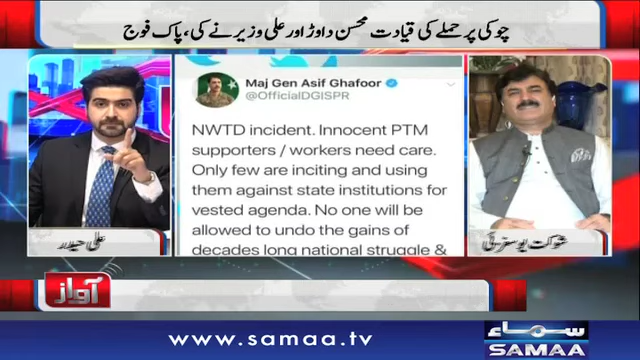 چوکی پر حملے کی قیادت محسن داوڑ اور علی وزیر نے کی، پاک فوج
Maj Gen Asif Ghafoor
@OfficialDGISPR
NWTD incident. Innocent PTM
supporters / workers need care.
Only few are inciting and using
them against state institutions for
vested agenda. No one will be
allowed to undo the gains of
decades long national struggle &
علی حیدر
شوکت یوسفزئی
آواز
www.samaa.tv
سماء
SAMAA